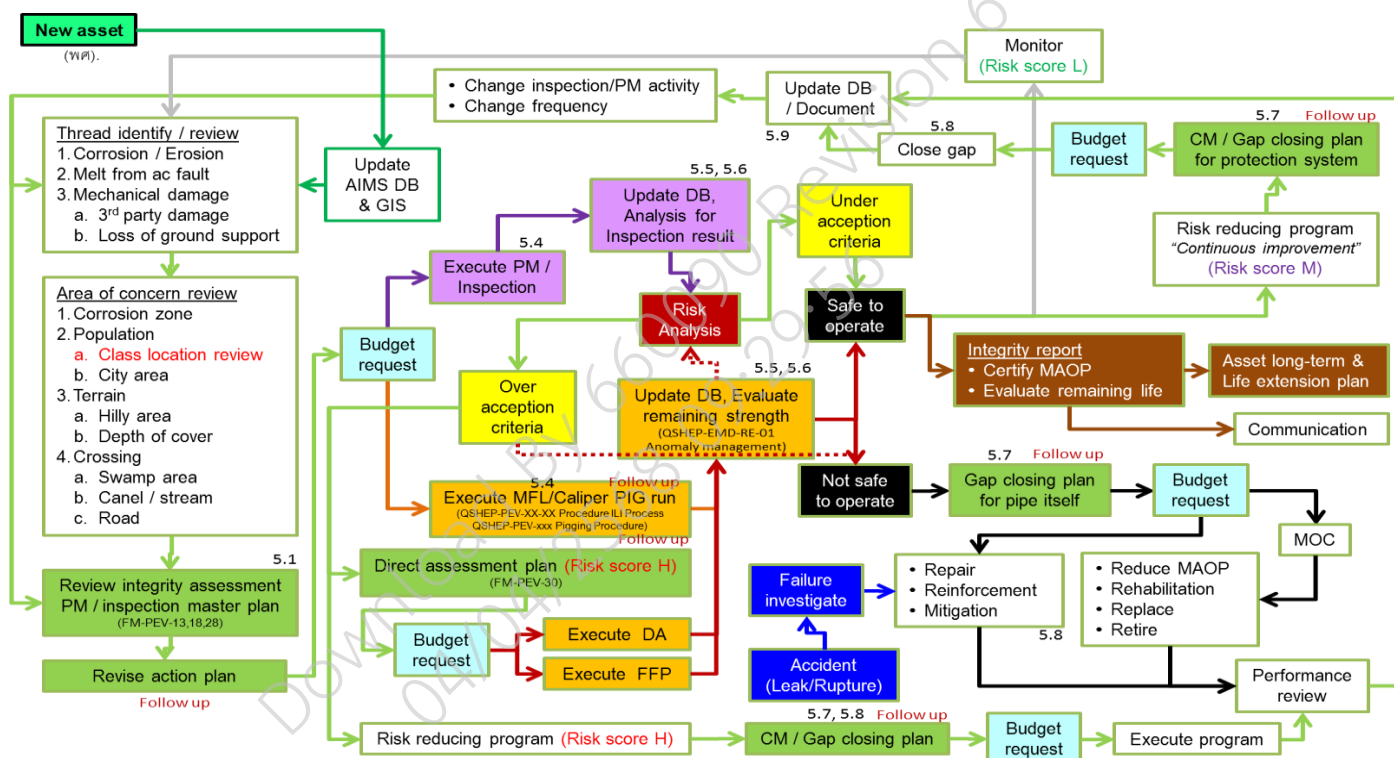 New asset
(พศ).
Monitor
(Risk score L)
• Change inspection/PM activity
• Change frequency
Update DB
/ Document
5.9
5.8
Close gap
Budget
request
5.7
Follow up
CM / Gap closing plan
for protection system
Thread identify / review
1. Corrosion / Erosion
2. Melt from ac fault
3. Mechanical damage
a. 3rd party damage
b. Loss of ground support
Update
AIMS DB
& GIS
5.5, 5.6
Update DB,
Analysis for
Inspection result
Under
acception
criteria
Risk reducing program
"Continuous improvement"
(Risk score M)
5.4
Execute PM /
Inspection
Area of concern review
1. Corrosion zone
2. Population
a. Class location review
b. City area
3. Terrain
a. Hilly area
b. Depth of cover
4. Crossing
a. Swamp area
b. Canel / stream
c. Road
Budget
request
Risk
Analysis
Safe to
operate
Integrity report
• Certify MAOP
• Evaluate remaining life
Asset long-term &
Life extension plan
Communication
Over
acception
criteria
5.5, 5.6
Update DB, Evaluate
remaining strength
(QSHEP-EMD-RE-01
Anomaly management)
Not safe
to operate
5.7
Follow up
Gap closing plan
for pipe itself
Budget
request
MOC
5.4
Follow up
Execute MFL/Caliper PIG run
(QSHEP-PEV-XX-XX Procedure ILI Process
QSHEP-PEV-xxx Pigging Procedure)
Follow up
Direct assessment plan (Risk score H)
(FM-PEV-30)
5.1
Review integrity assessment
PM / inspection master plan
(FM-PEV-13,18,28)
Revise action plan
Follow up
Budget
request
Execute DA
Execute FFP
Failure
investigate
Accident
(Leak/Rupture)
• Repair
• Reinforcement
• Mitigation
5.8
• Reduce MAOP
• Rehabilitation
• Replace
• Retire
Performance
review
Risk reducing program (Risk score H)
5.7, 5.8
Follow up
CM / Gap closing plan
Budget
request
Execute program